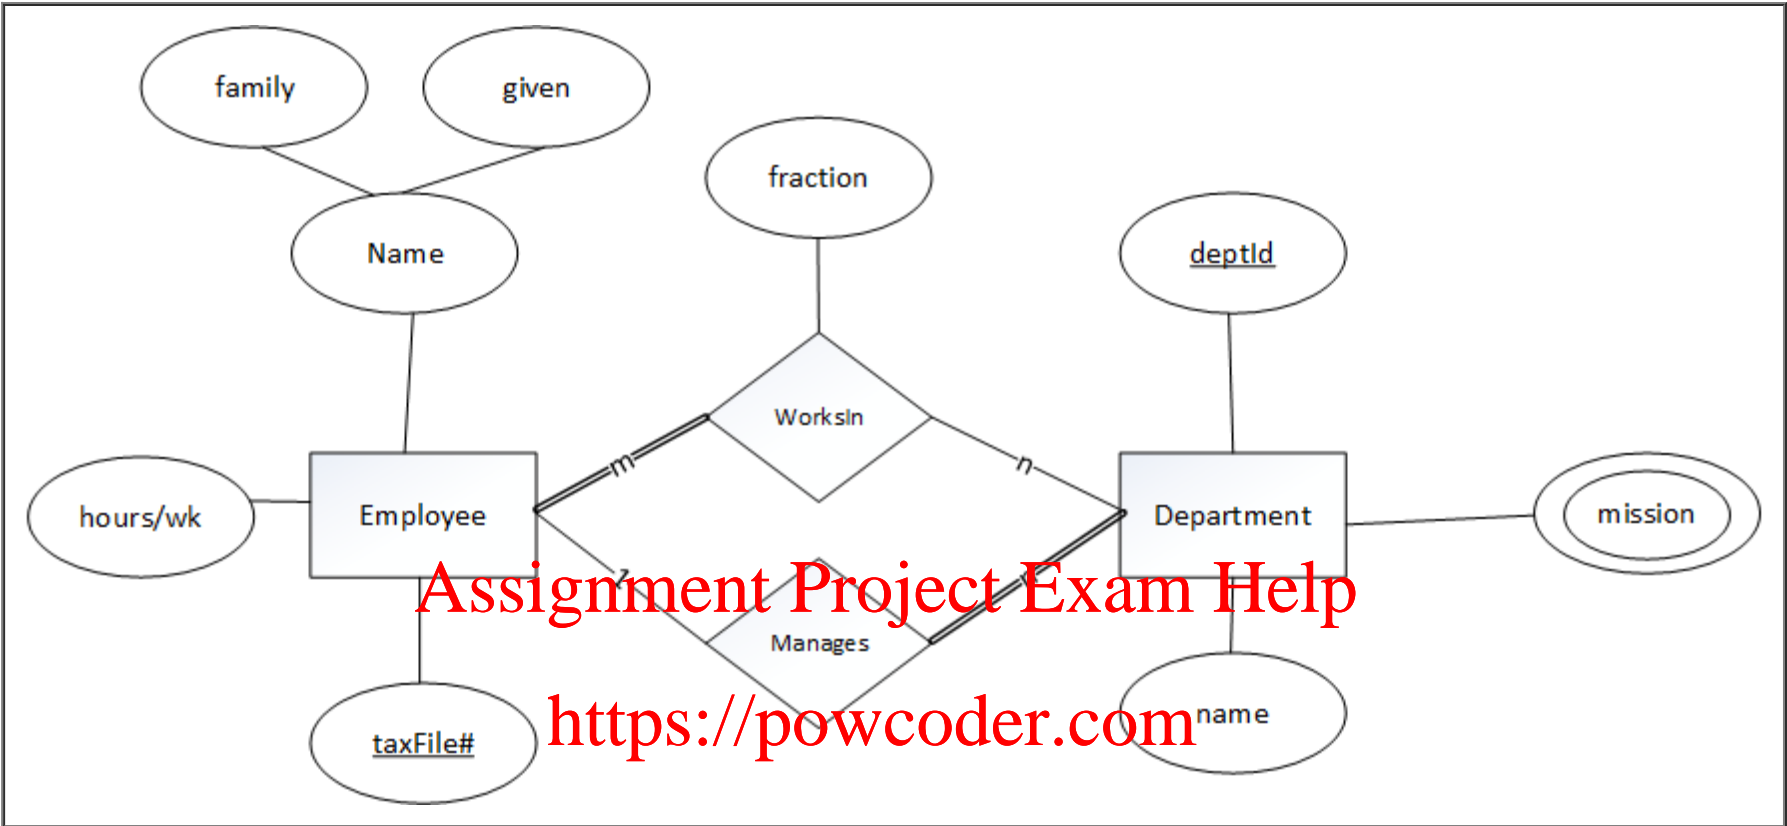 family
given
fraction
Name
deptId
WorksIn
m
n
hours/wk
Employee
Department
mission
1
Assignment Project Exam Help
Manages
https://powcoder.com
name
taxFile#